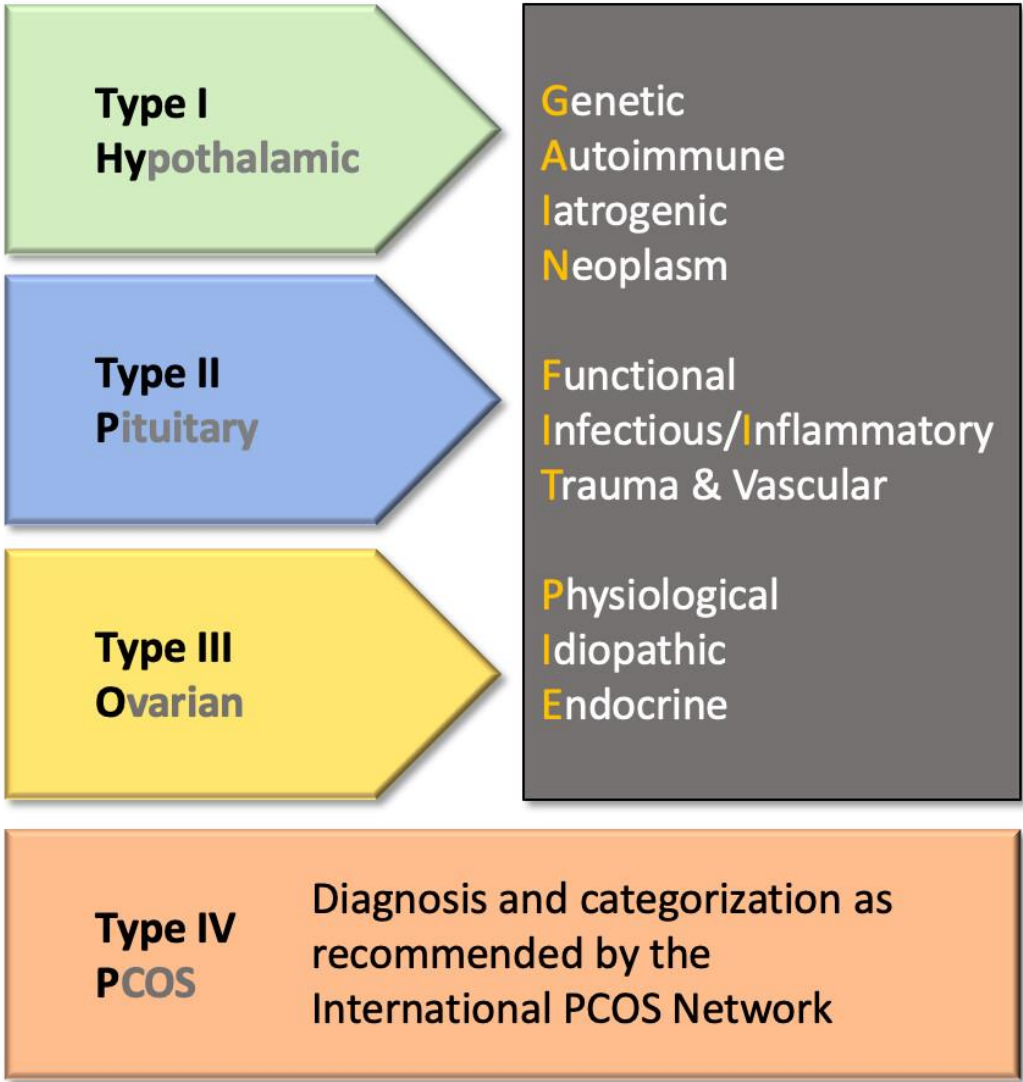 Type I
Hypothalamic
Genetic
Autoimmune
Iatrogenic
Neoplasm
Type II
Pituitary
Functional
Infectious/Inflammatory
Trauma & Vascular
Type III
Ovarian
Physiological
Idiopathic
Endocrine
Type IV
PCOS
Diagnosis and categorization as
recommended by the
International PCOS Network